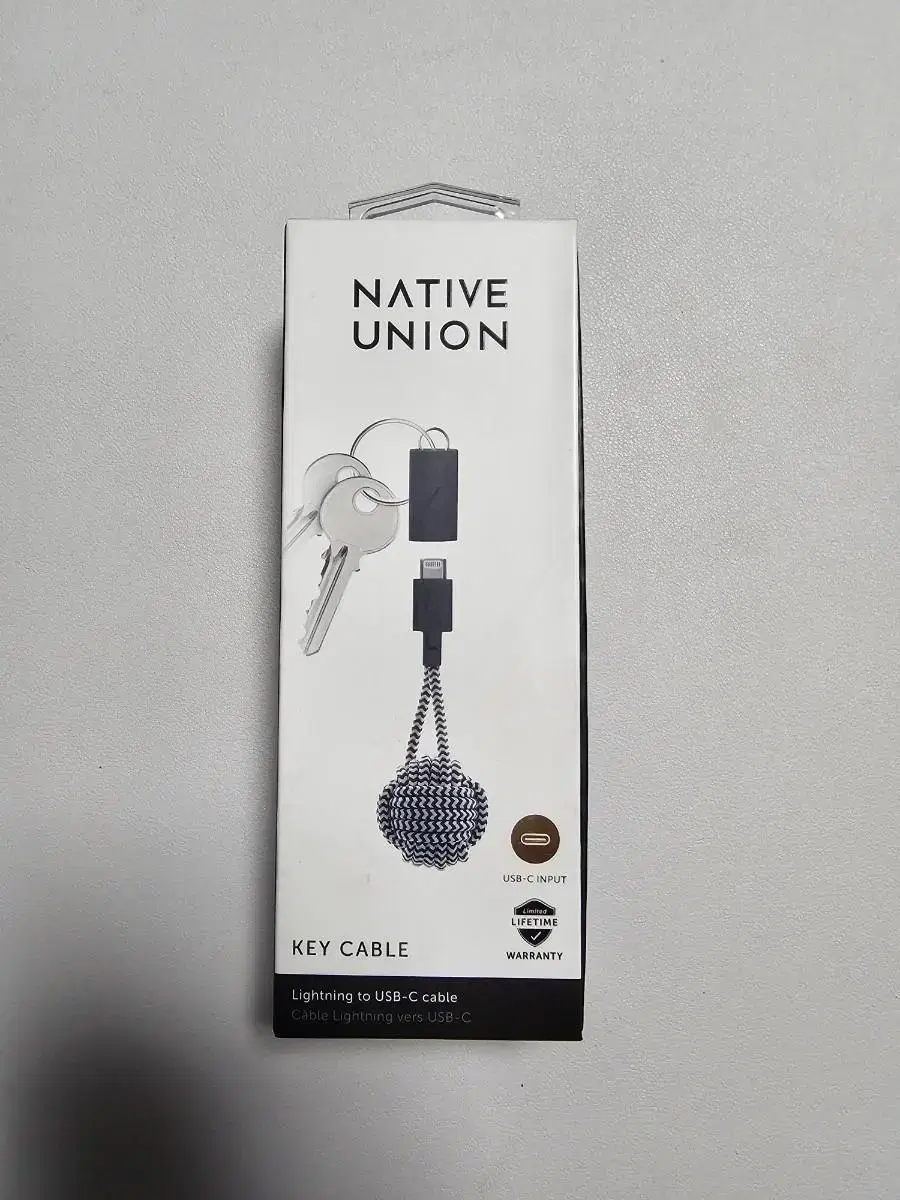 NATIVE
UNION
USB-C INPUT
Limited
LIFETIME
WARRANTY
KEY CABLE
Lightning to USB-C cable
Câble Lightning vers USB-C